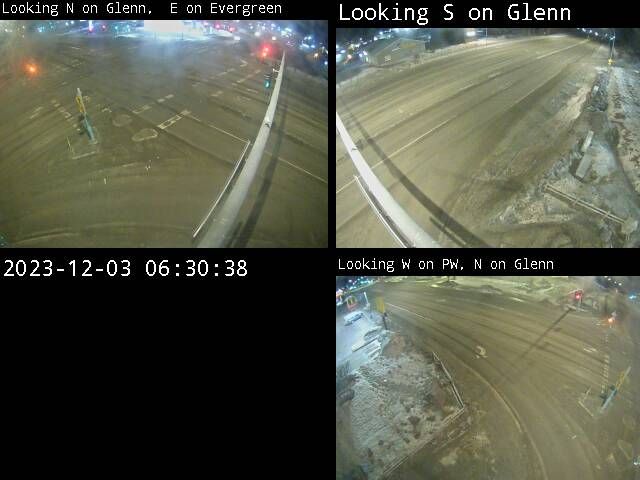 Looking N on Glenn,  E on Evergreen
Looking S on Glenn
2023-12-03 06:30:38
Looking W on PW, N on Glenn